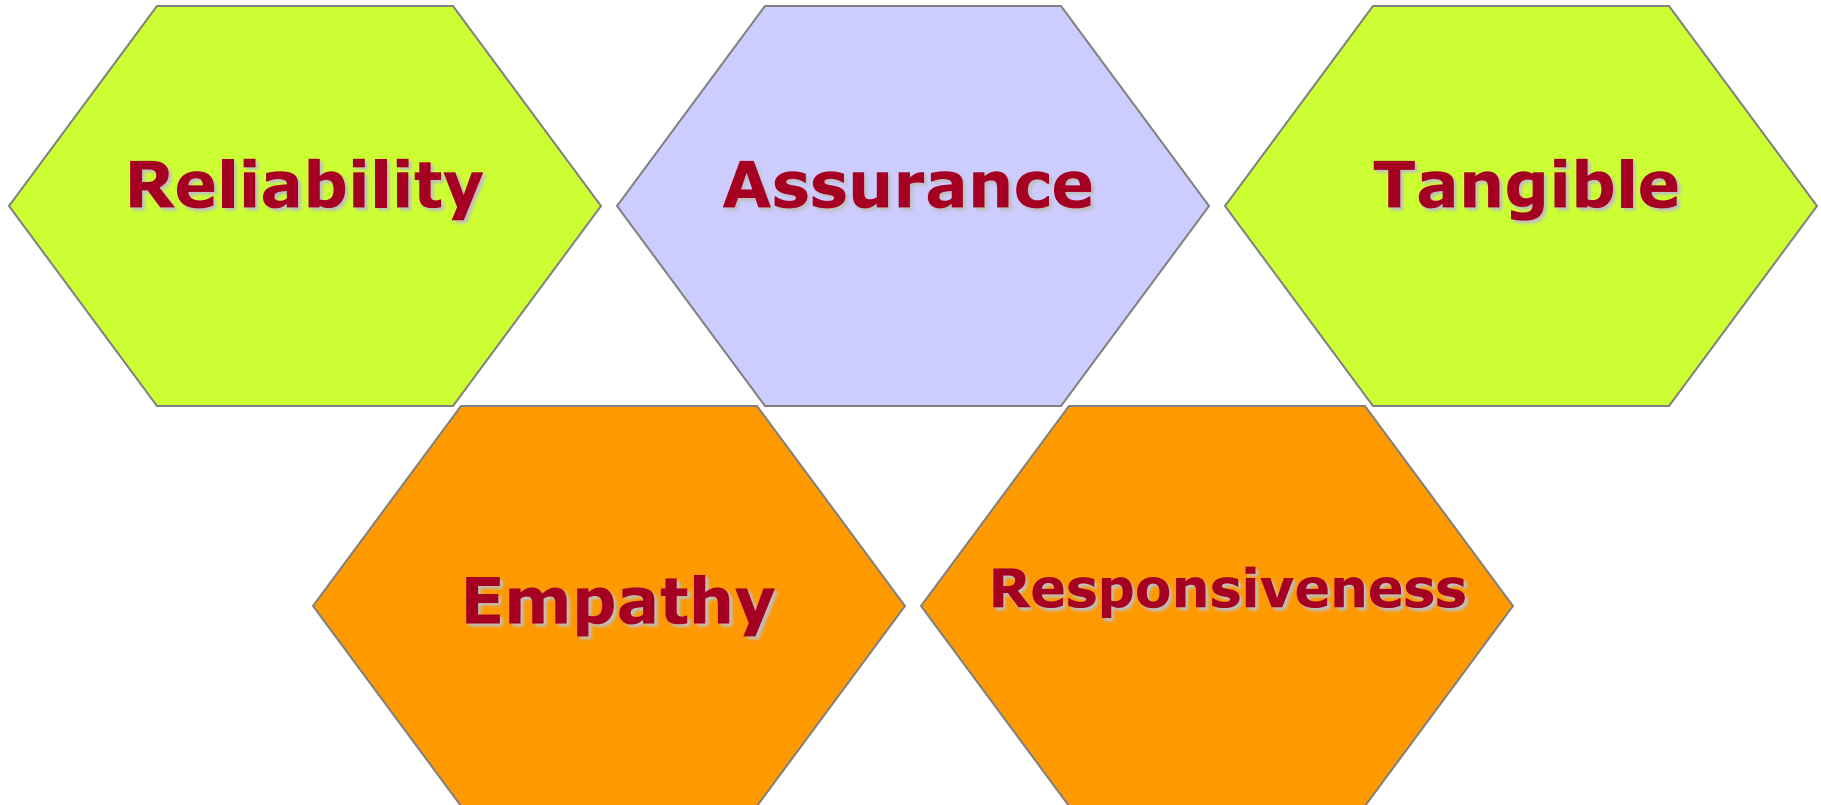 Reliability
Assurance
Tangible
Empathy
Responsiveness